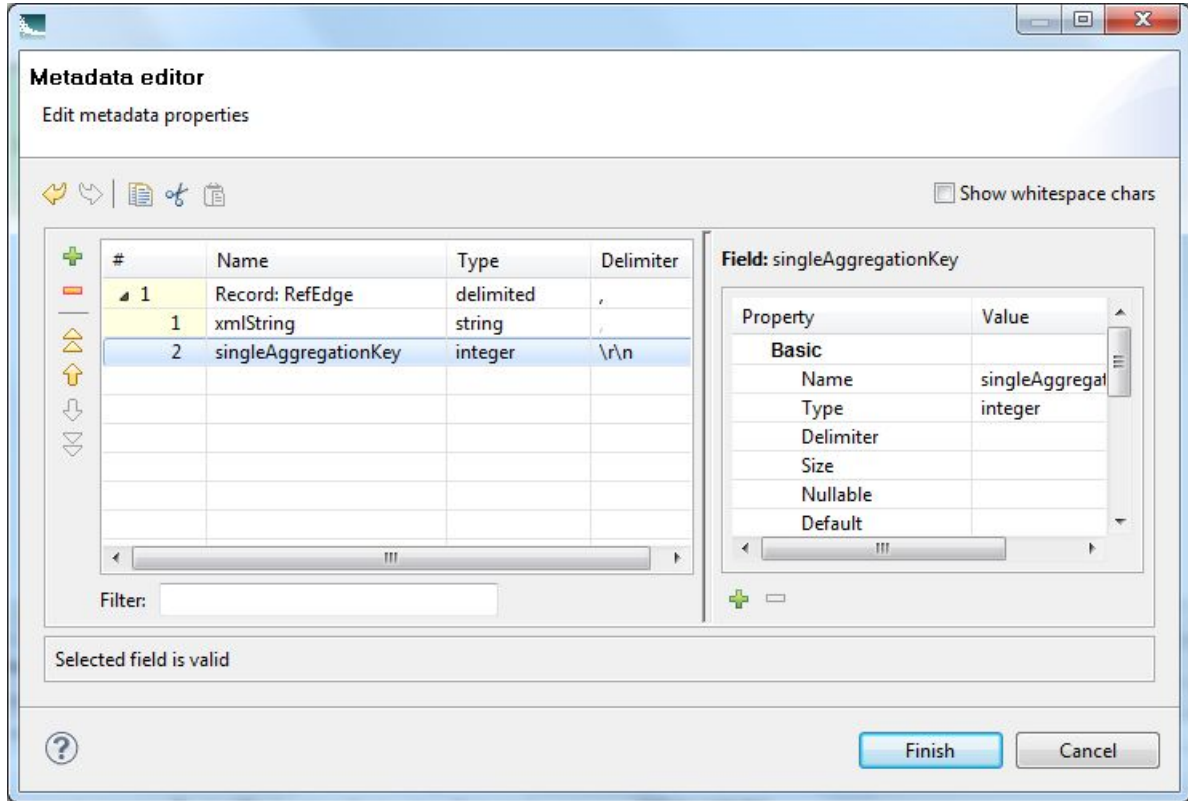 Metadata editor
Edit metadata properties
Show whitespace chars
# Name Type Delimiter
1 Record: RefEdge delimited ,
1 xmlString string ,
2 singleAggregationKey integer \r\n
Filter:
Field: singleAggregationKey
Property Value
Basic
Name singleAggregat
Type integer
Delimiter
Size
Nullable
Default
Selected field is valid
? Finish Cancel